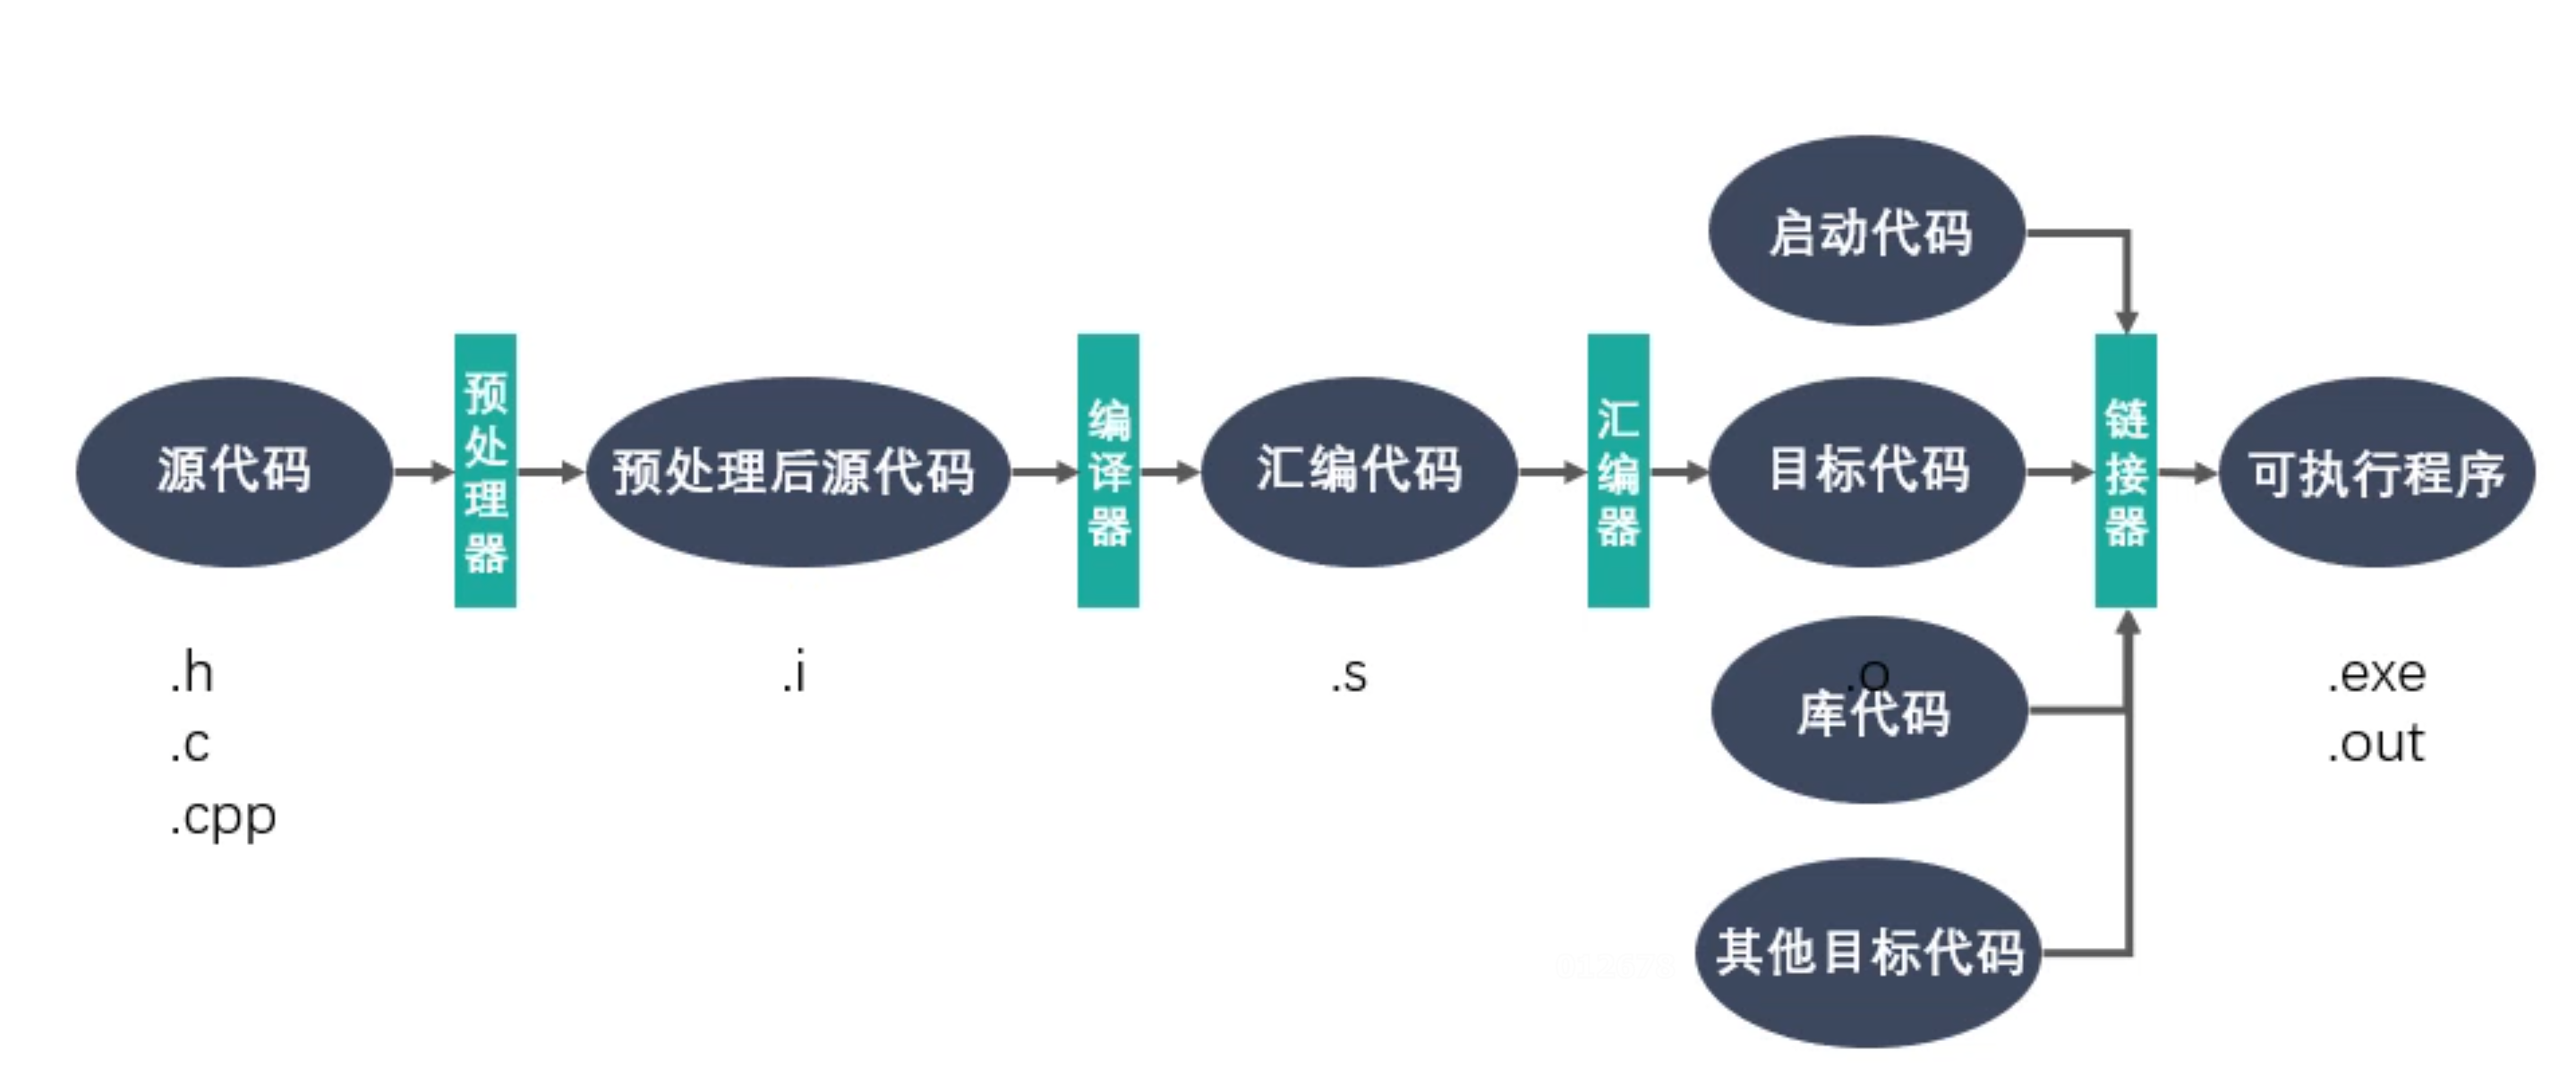 启动代码
源代码
预处理器
预处理后源代码
编译器
汇编代码
汇编器
目标代码
链接器
可执行程序
.h
.c
.cpp
.i
.s
.o
库代码
.exe
.out
其他目标代码